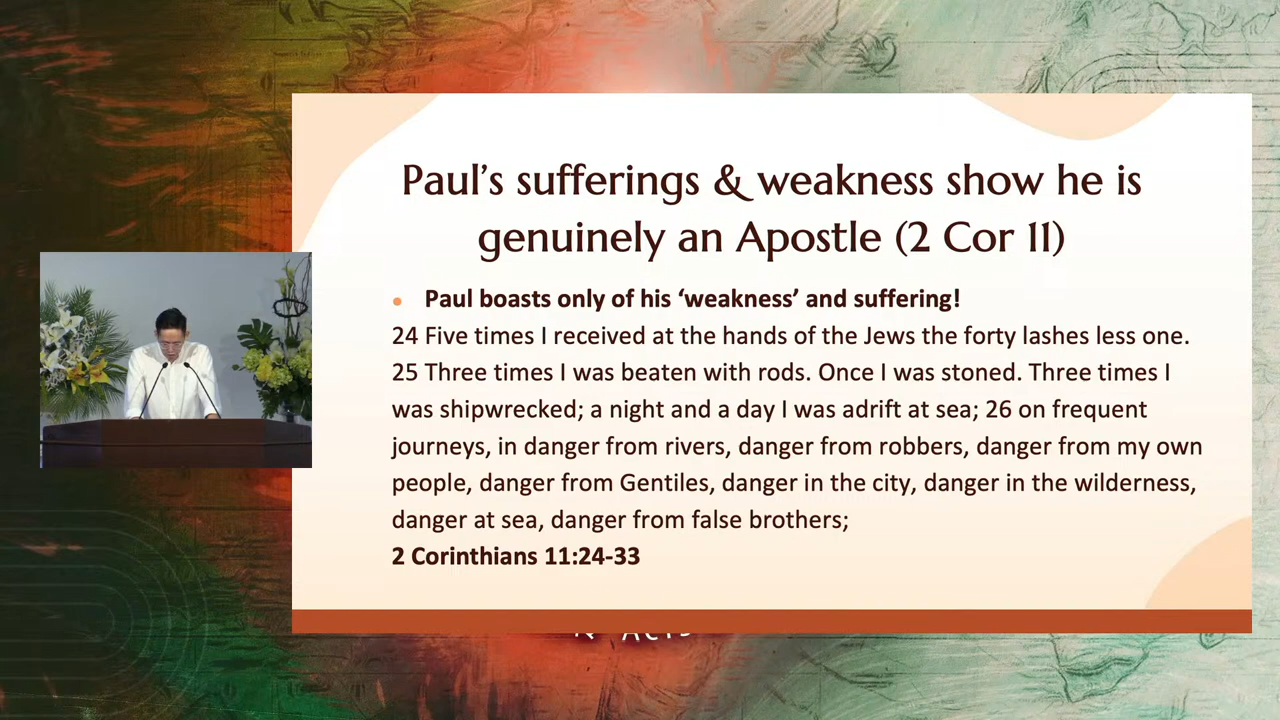 Paul’s sufferings & weakness show he is
genuinely an Apostle (2 Cor 11)
• Paul boasts only of his ‘weakness’ and suffering!
24 Five times I received at the hands of the Jews the forty lashes less one.
25 Three times I was beaten with rods. Once I was stoned. Three times I
was shipwrecked; a night and a day I was adrift at sea; 26 on frequent
journeys, in danger from rivers, danger from robbers, danger from my own
people, danger from Gentiles, danger in the city, danger in the wilderness,
danger at sea, danger from false brothers;
2 Corinthians 11:24-33